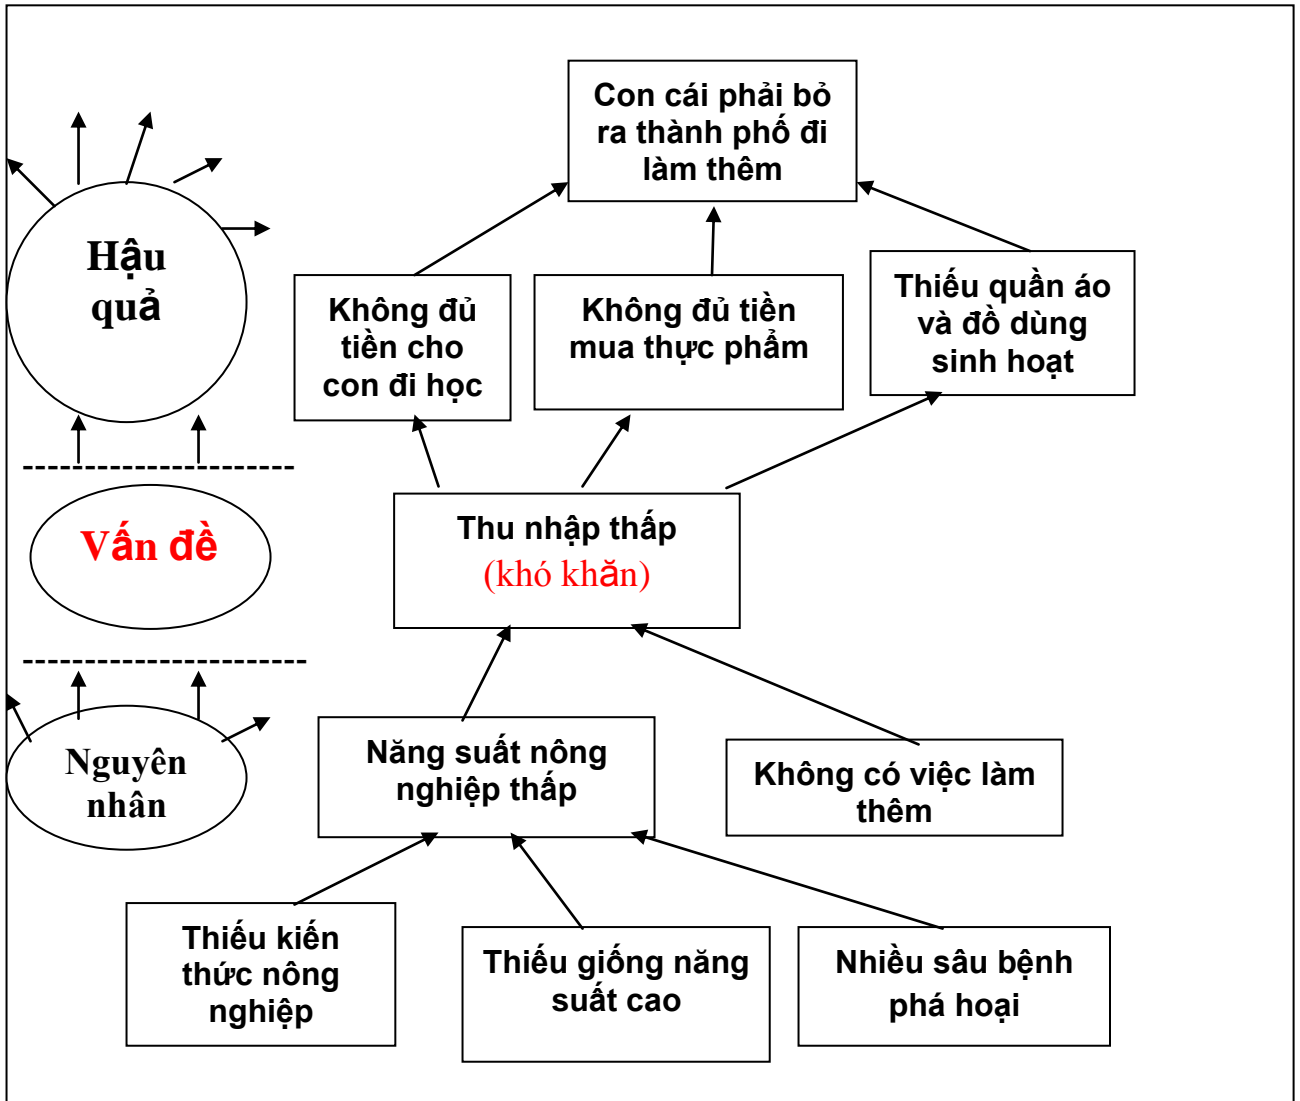 Con cái phải bỏ
ra thành phố đi
làm thêm
Hậu
quả
Không đủ
tiền cho
con đi học
Không đủ tiền
mua thực phẩm
Thiếu quần áo
và đồ dùng
sinh hoạt
Vấn đề
Thu nhập thấp
(khó khăn)
Nguyên
nhân
Năng suất nông
nghiệp thấp
Không có việc làm
thêm
Thiếu kiến
thức nông
nghiệp
Thiếu giống năng
suất cao
Nhiều sâu bệnh
phá hoại